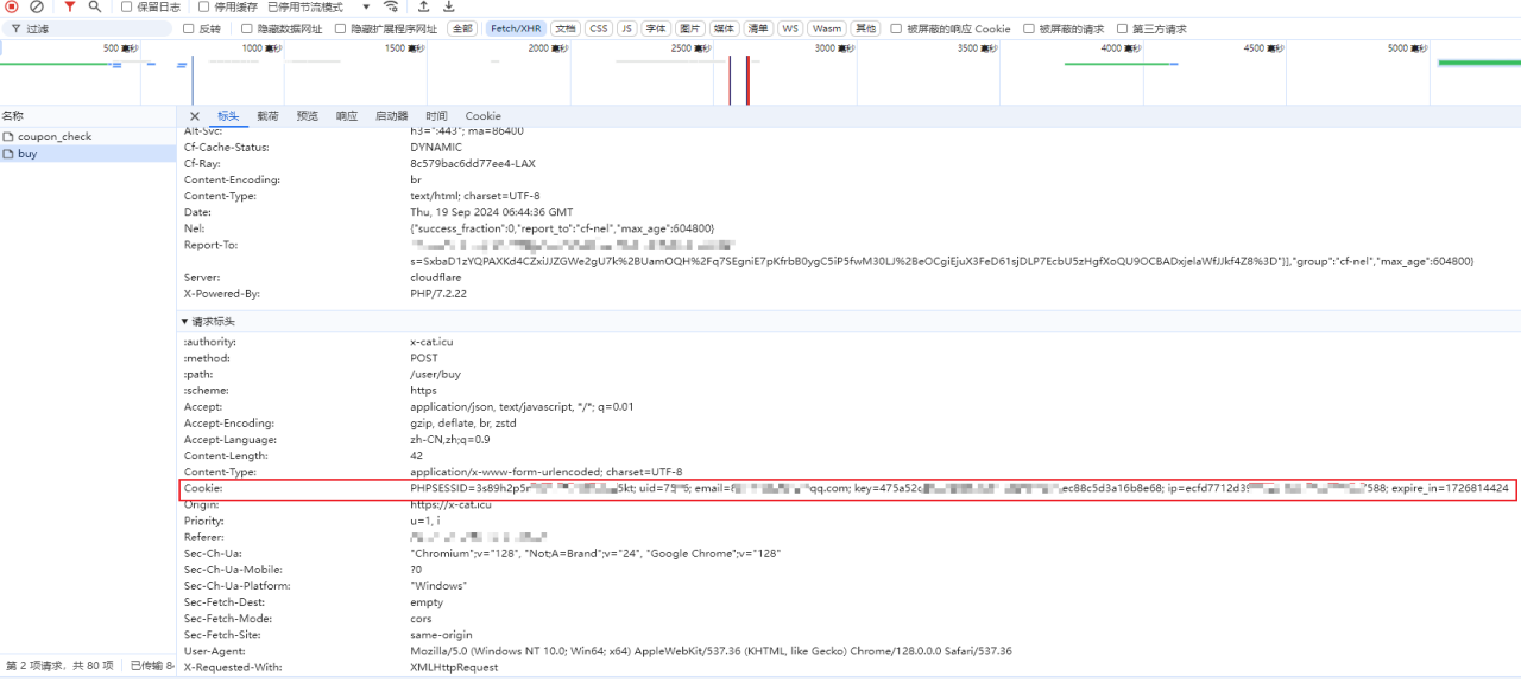 保留日志 停用缓存 已停用节流模式
过滤 反转 隐藏数据网址 隐藏扩展程序网址 全部 Fetch/XHR 文档 CSS JS 字体 图片 媒体 清单 WS Wasm 其他 被屏蔽的响应 Cookie 被屏蔽的请求 第三方请求
500 毫秒 1000 毫秒 1500 毫秒 2000 毫秒 2500 毫秒 3000 毫秒 3500 毫秒 4000 毫秒 4500 毫秒 5000 毫秒
名称 标头 载荷 预览 响应 启动器 时间 Cookie
coupon_check
buy
Alt-Svc: h3=":443"; ma=86400
Cf-Cache-Status: DYNAMIC
Cf-Ray: 8c579bac6dd77ee4-LAX
Content-Encoding: br
Content-Type: text/html; charset=UTF-8
Date: Thu, 19 Sep 2024 06:44:36 GMT
Nel: {"success_fraction":0,"report_to":"cf-nel","max_age":604800}
Report-To:
"}],"group":"cf-nel","max_age":604800}
Server: cloudflare
X-Powered-By: PHP/7.2.22
请求标头
:authority: x-cat.icu
:method: POST
:path: /user/buy
:scheme: https
Accept: application/json, text/javascript, */*; q=0.01
Accept-Encoding: gzip, deflate, br, zstd
Accept-Language: zh-CN,zh;q=0.9
Content-Length: 42
Content-Type: application/x-www-form-urlencoded; charset=UTF-8
Cookie: PHPSESSID=3s89h2p5r 5kt; uid=75 6; email= qq.com; key=475a52c ec88c5d3a16b8e68; ip=ecfd7712d3 588; expire_in=1726814424
Origin: https://x-cat.icu
Priority: u=1, i
Referer:
Sec-Ch-Ua: "Chromium";v="128", "Not;A=Brand";v="24", "Google Chrome";v="128"
Sec-Ch-Ua-Mobile: ?0
Sec-Ch-Ua-Platform: "Windows"
Sec-Fetch-Dest: empty
Sec-Fetch-Mode: cors
Sec-Fetch-Site: same-origin
User-Agent: Mozilla/5.0 (Windows NT 10.0; Win64; x64) AppleWebKit/537.36 (KHTML, like Gecko) Chrome/128.0.0.0 Safari/537.36
X-Requested-With: XMLHttpRequest
第 2 项请求，共 80 项 已传输